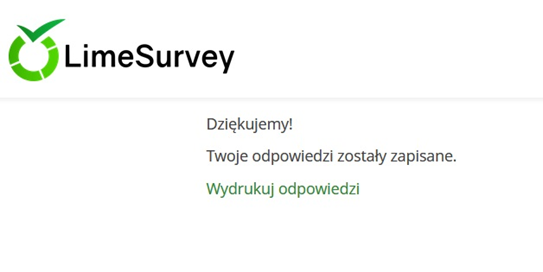 LimeSurvey
Dziękujemy!
Twoje odpowiedzi zostały zapisane.
Wydrukuj odpowiedzi